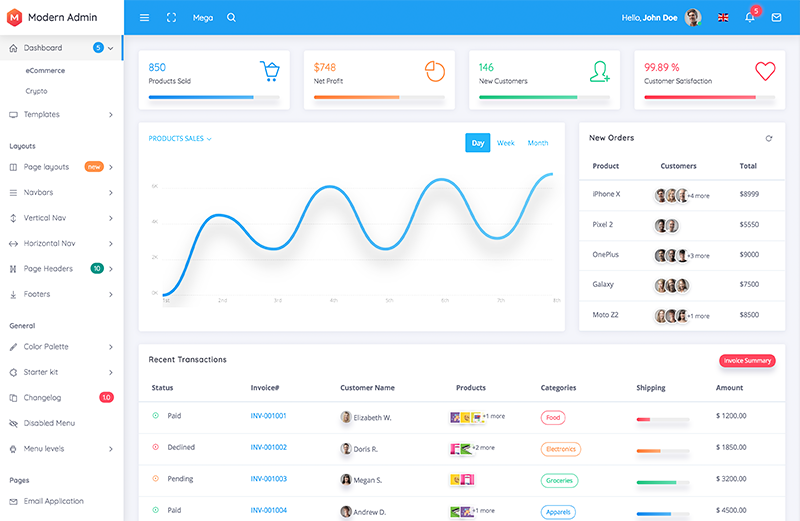 Modern Admin
Mega
Hello, John Doe
5
Dashboard 5
eCommerce
Crypto
Templates
Layouts
Page layouts new
Navbars
Vertical Nav
Horizontal Nav
Page Headers 10
Footers
General
Color Palette
Starter kit
Changelog 1.0
Disabled Menu
Menu levels
Pages
Email Application
850
Products Sold
$748
Net Profit
146
New Customers
99.89 %
Customer Satisfaction
PRODUCTS SALES
Day Week Month
6K
4K
2K
0K
1st 2nd 3rd 4th 5th 6th 7th 8th
New Orders
Product Customers Total
iPhone X +4 more $8999
Pixel 2 $5550
OnePlus +3 more $9000
Galaxy $7500
Moto Z2 +1 more $8500
Recent Transactions
Invoice Summary
Status Invoice# Customer Name Products Categories Shipping Amount
Paid INV-001001 Elizabeth W. +1 more Food $ 1200.00
Declined INV-001002 Doris R. +2 more Electronics $ 1850.00
Pending INV-001003 Megan S. Groceries $ 3200.00
Paid INV-001004 Andrew D. +1 more Apparels $ 4500.00